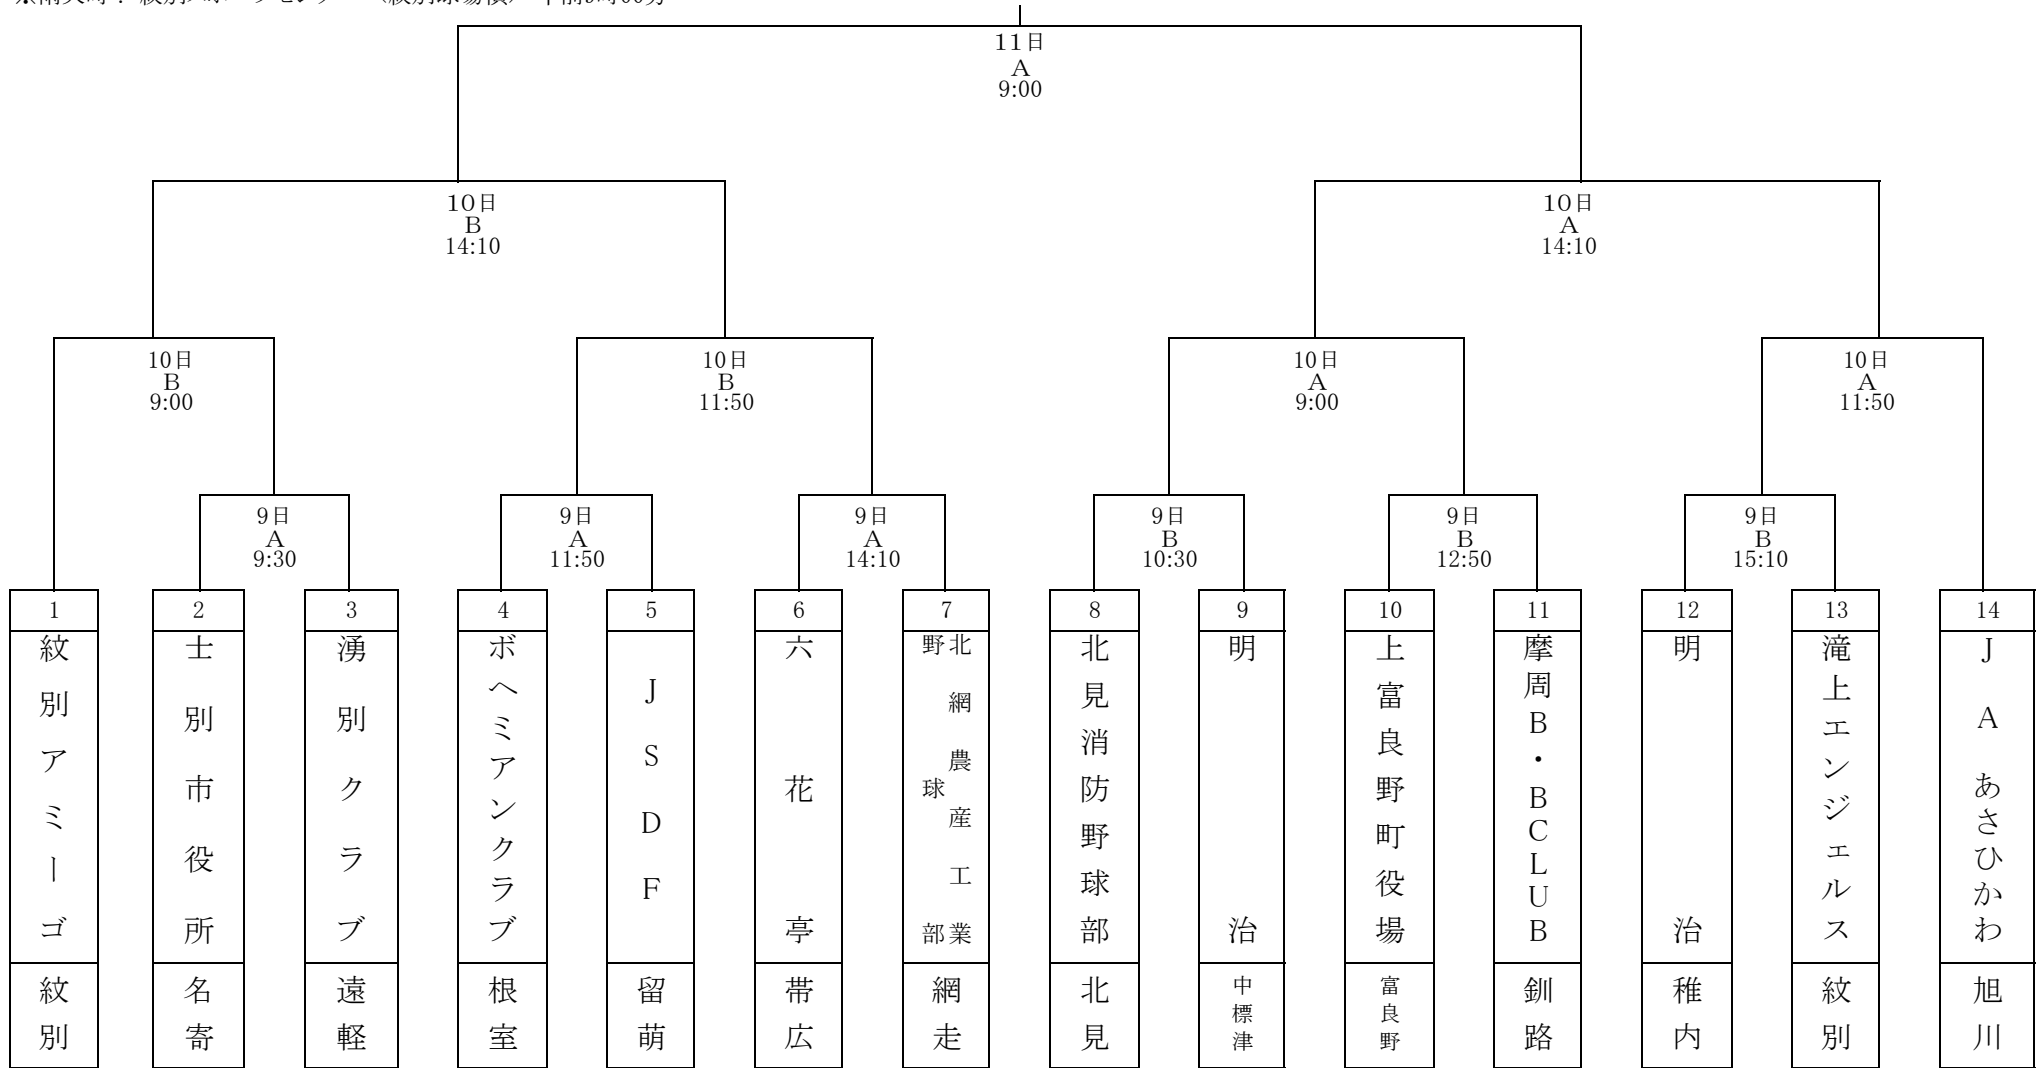 11日
A
9:00
10日
B
14:10
10日
A
14:10
10日
B
9:00
10日
B
11:50
10日
A
9:00
10日
A
11:50
9日
A
9:30
9日
A
11:50
9日
A
14:10
9日
B
10:30
9日
B
12:50
9日
B
15:10
1
紋別アミーゴ
紋別
2
士別市役所
名寄
3
湧別クラブ
遠軽
4
ボヘミアンクラブ
根室
5
JSDF
留萌
6
六花亭
帯広
7
北網農産工業
野球部
網走
8
北見消防野球部
北見
9
明治
中標津
10
上富良野町役場
富良野
11
摩周B・BCLUB
釧路
12
明治
稚内
13
滝上エンジェルス
紋別
14
JAあさひかわ
旭川